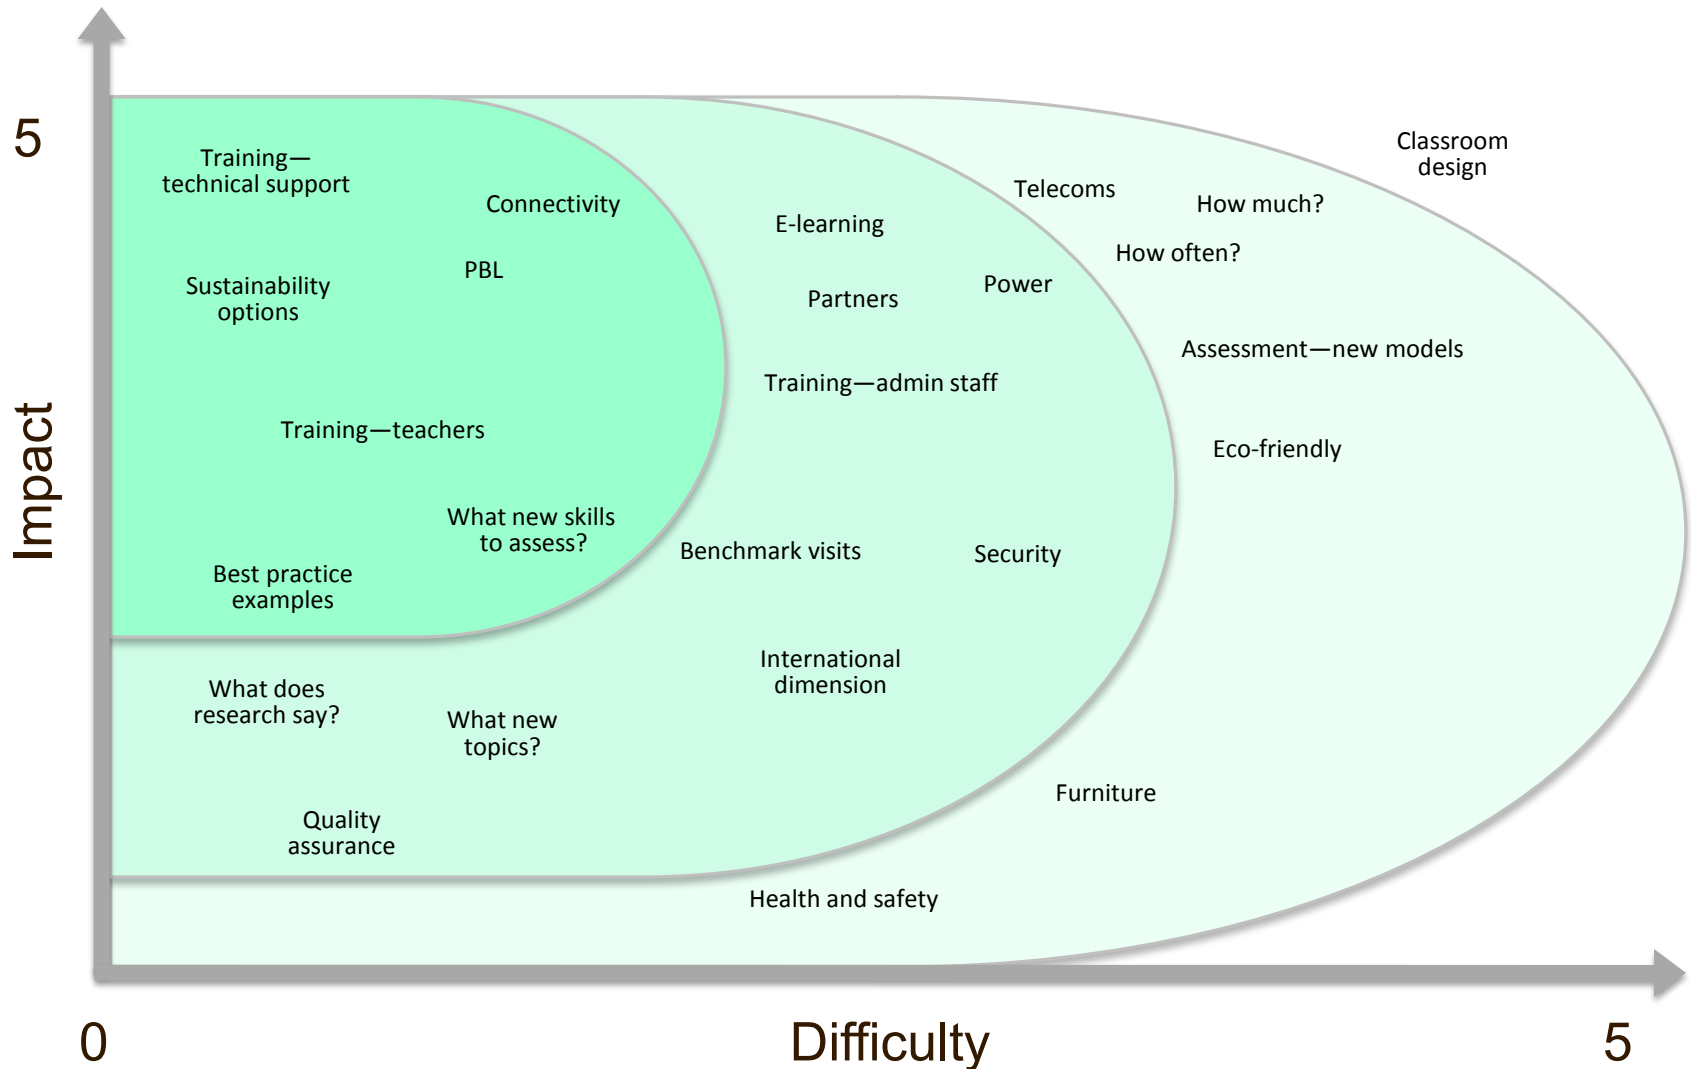 5
Classroom
design
Training—
technical support
Telecoms
Connectivity
How much?
E-learning
How often?
PBL
Sustainability
options
Power
Partners
Assessment—new models
Training—admin staff
Training—teachers
Eco-friendly
Impact
What new skills
to assess?
Benchmark visits
Security
Best practice
examples
International
dimension
What does
research say?
What new
topics?
Furniture
Quality
assurance
Health and safety
0
Difficulty
5